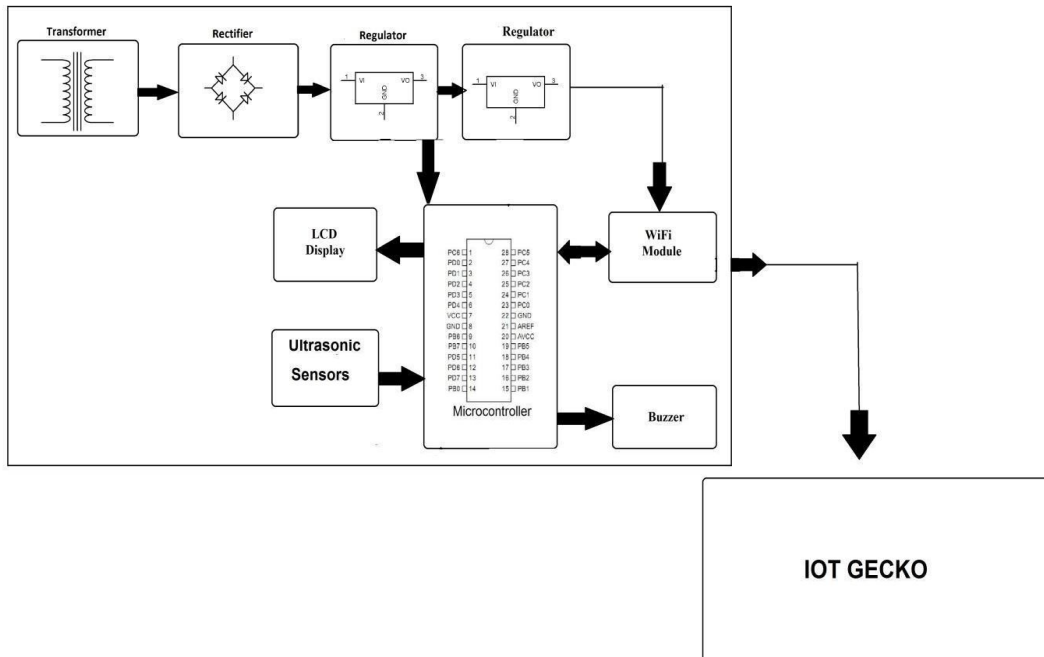 Transformer
Rectifier
Regulator
Regulator
1 VI VO 3
GND
2
1 VI VO 3
GND
2
LCD
Display
WiFi
Module
PC6 1 28 PC5
PD0 2 27 PC4
PD1 3 26 PC3
PD2 4 25 PC2
PD3 5 24 PC1
PD4 6 23 PC0
VCC 7 22 GND
GND 8 21 AREF
PB6 9 20 AVCC
PB7 10 19 PB5
PD5 11 18 PB4
PD6 12 17 PB3
PD7 13 16 PB2
PB0 14 15 PB1
Microcontroller
Ultrasonic
Sensors
Buzzer
IOT GECKO